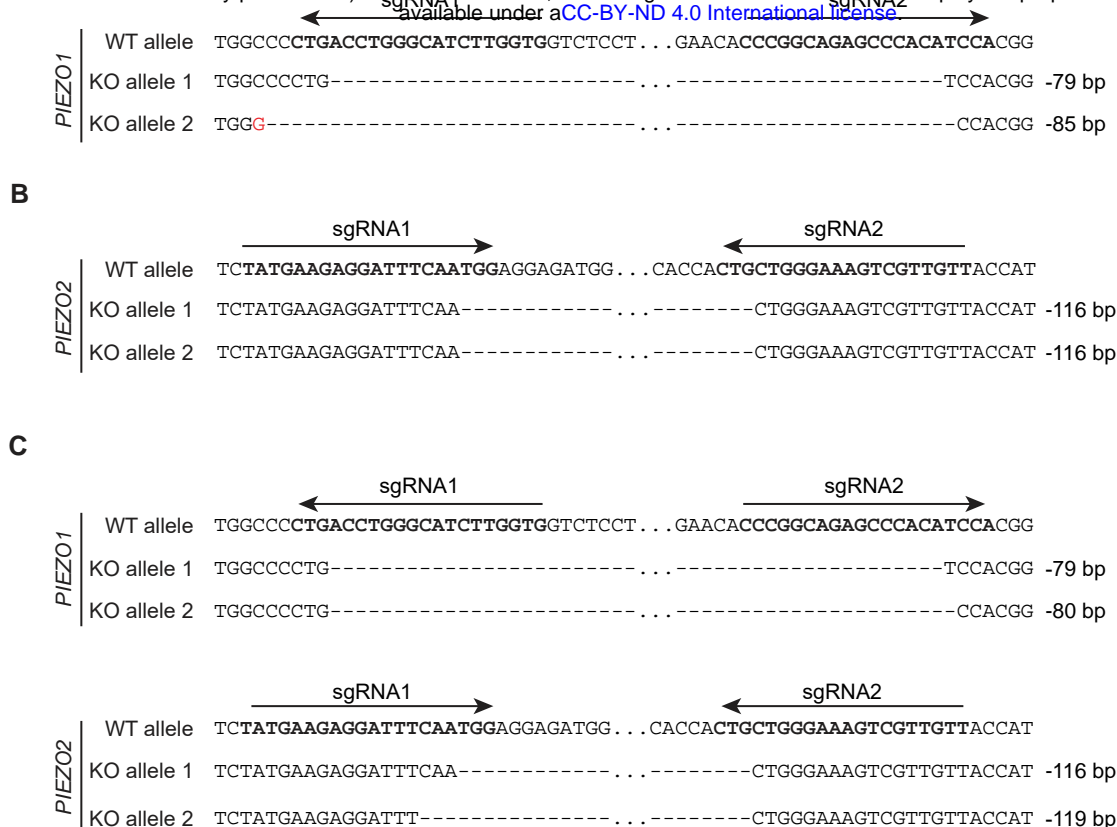 sgRNA1 sgRNA2
available under aCC-BY-ND 4.0 International license.
PIEZO1
WT allele TGGCCCCTGACCTGGGCATCTTGGTGGTCTCCT...GAACACCCGGCAGAGCCCACATCCACGG
KO allele 1 TGGCCCCTG------------------------...---------------------TCCACGG -79 bp
KO allele 2 TGGG-----------------------------...----------------------CCACGG -85 bp
B
sgRNA1 sgRNA2
PIEZO2
WT allele TCTATGAAGAGGATTTCAATGGAGGAGATGG...CACCACTGCTGGGAAAGTCGTTGTTACCAT
KO allele 1 TCTATGAAGAGGATTTCAA------------...--------CTGGGAAAGTCGTTGTTACCAT -116 bp
KO allele 2 TCTATGAAGAGGATTTCAA------------...--------CTGGGAAAGTCGTTGTTACCAT -116 bp
C
sgRNA1 sgRNA2
PIEZO1
WT allele TGGCCCCTGACCTGGGCATCTTGGTGGTCTCCT...GAACACCCGGCAGAGCCCACATCCACGG
KO allele 1 TGGCCCCTG------------------------...---------------------TCCACGG -79 bp
KO allele 2 TGGCCCCTG------------------------...----------------------CCACGG -80 bp
sgRNA1 sgRNA2
PIEZO2
WT allele TCTATGAAGAGGATTTCAATGGAGGAGATGG...CACCACTGCTGGGAAAGTCGTTGTTACCAT
KO allele 1 TCTATGAAGAGGATTTCAA------------...--------CTGGGAAAGTCGTTGTTACCAT -116 bp
KO allele 2 TCTATGAAGAGGATTT---------------...--------CTGGGAAAGTCGTTGTTACCAT -119 bp